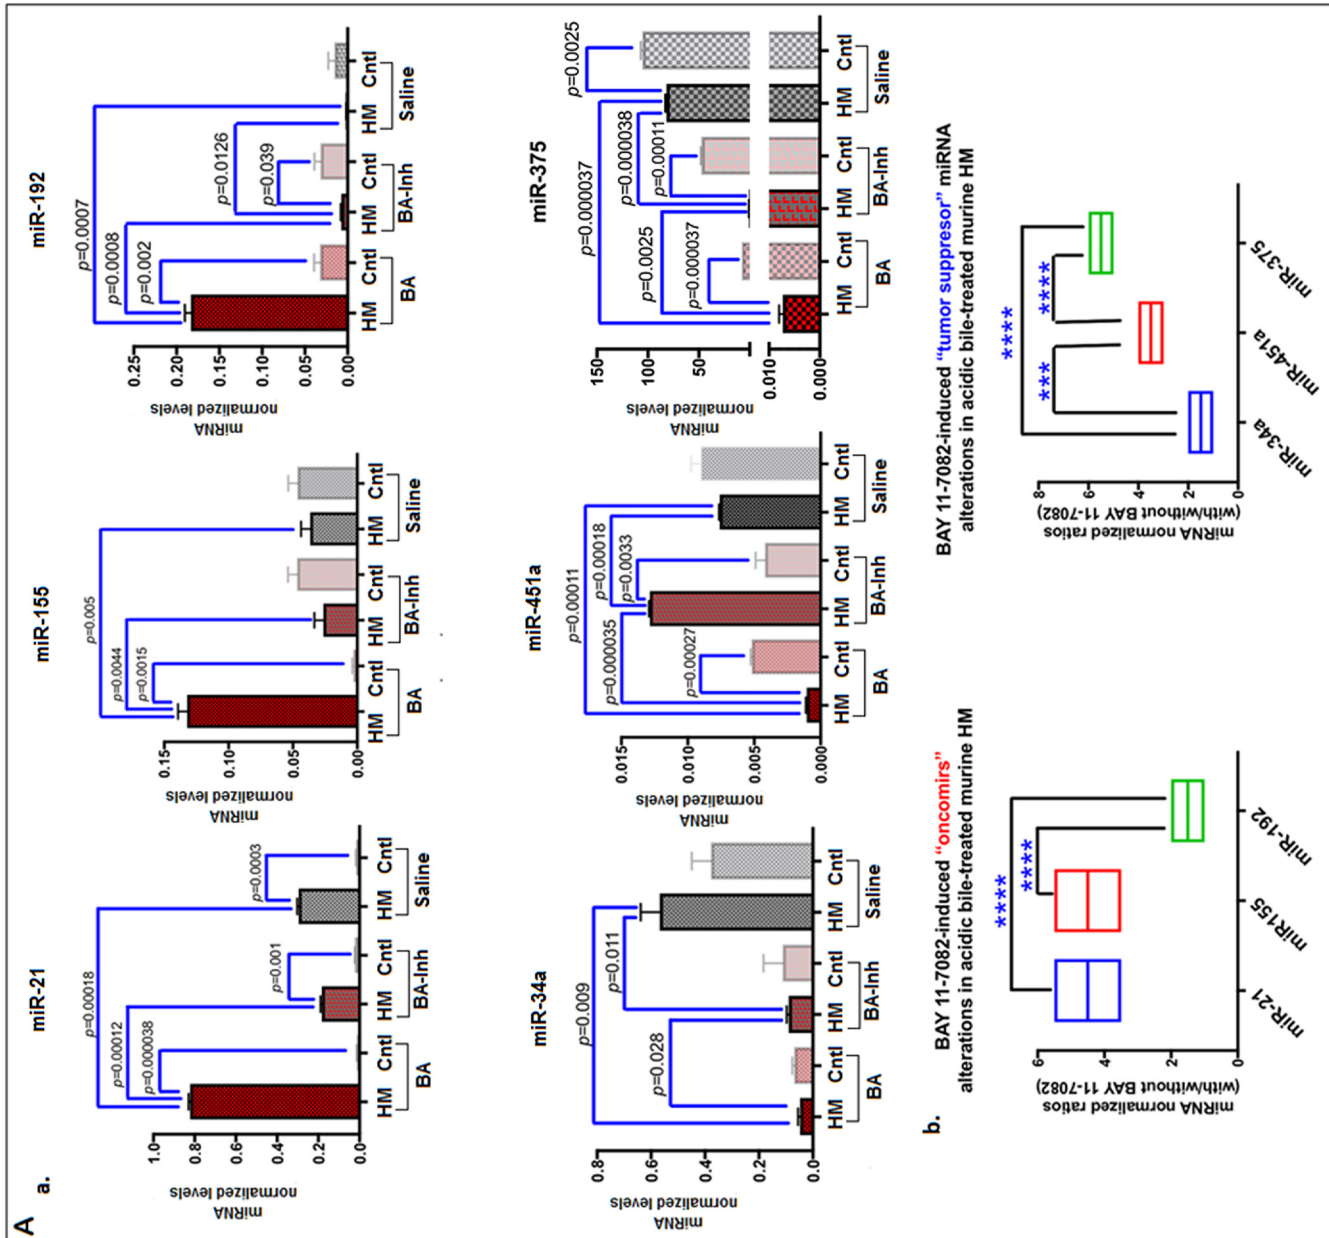 A
a.
miR-21
miRNA
normalized levels
1.0
0.8
0.6
0.4
0.2
0.0
p=0.00018
p=0.00012
p=0.000038
p=0.001
p=0.0003
HM Cntl HM Cntl HM Cntl
BA BA-Inh Saline
miR-155
miRNA
normalized levels
0.15
0.10
0.05
0.00
p=0.005
p=0.0044
p=0.0015
HM Cntl HM Cntl HM Cntl
BA BA-Inh Saline
miR-192
miRNA
normalized levels
0.25
0.20
0.15
0.10
0.05
0.00
p=0.0007
p=0.0008
p=0.002
p=0.0126
p=0.039
HM Cntl HM Cntl HM Cntl
BA BA-Inh Saline
miR-34a
miRNA
normalized levels
0.8
0.6
0.4
0.2
0.0
p=0.009
p=0.011
p=0.028
HM Cntl HM Cntl HM Cntl
BA BA-Inh Saline
miR-451a
miRNA
normalized levels
0.015
0.010
0.005
0.000
p=0.00011
p=0.00018
p=0.000035
p=0.0033
p=0.00027
HM Cntl HM Cntl HM Cntl
BA BA-Inh Saline
miR-375
miRNA
normalized levels
150
100
50
0.010
0.000
p=0.0025
p=0.000037
p=0.000038
p=0.00011
p=0.0025
p=0.000037
HM Cntl HM Cntl HM Cntl
BA BA-Inh Saline
b.
BAY 11-7082-induced "oncomirs"
alterations in acidic bile-treated murine HM
miRNA normalized ratios
(with/without BAY 11-7082)
6
4
2
0
****
****
miR-21
miR155
miR-192
BAY 11-7082-induced "tumor suppresor" miRNA
alterations in acidic bile-treated murine HM
miRNA normalized ratios
(with/without BAY 11-7082)
8
6
4
2
0
****
***
****
miR-34a
miR-451a
miR-375